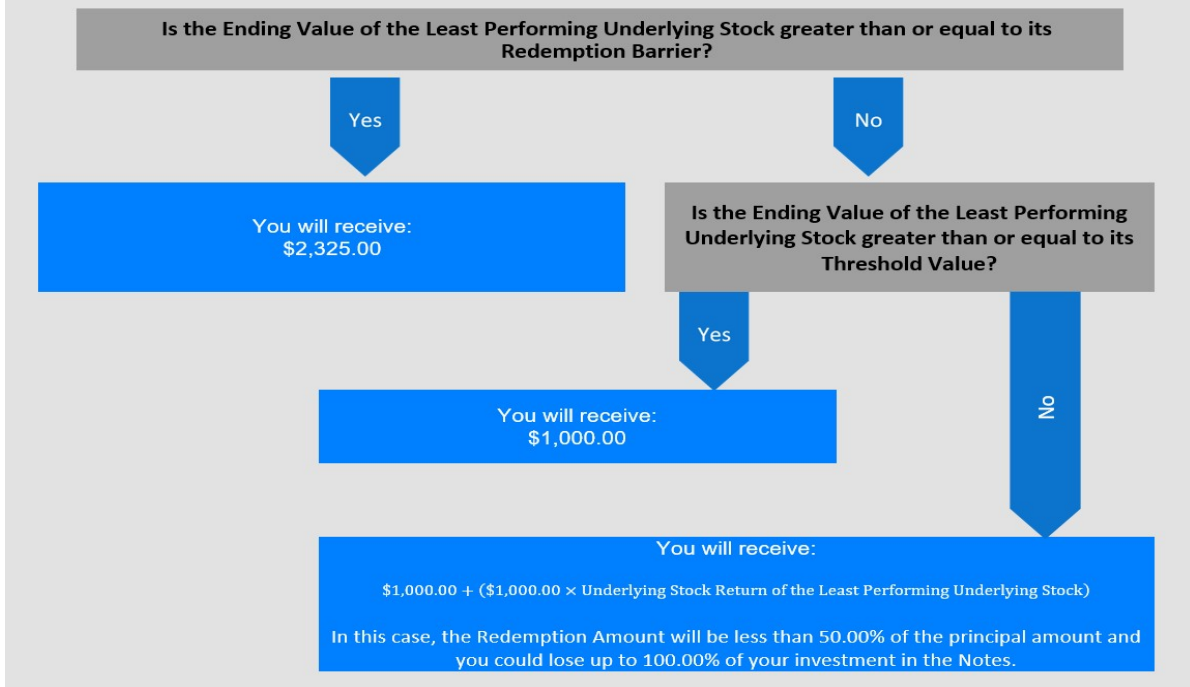 Is the Ending Value of the Least Performing Underlying Stock greater than or equal to its
Redemption Barrier?
Yes
No
You will receive:
$2,325.00
Is the Ending Value of the Least Performing
Underlying Stock greater than or equal to its
Threshold Value?
Yes
No
You will receive:
$1,000.00
You will receive:
$1,000.00 + ($1,000.00 × Underlying Stock Return of the Least Performing Underlying Stock)
In this case, the Redemption Amount will be less than 50.00% of the principal amount and
you could lose up to 100.00% of your investment in the Notes.